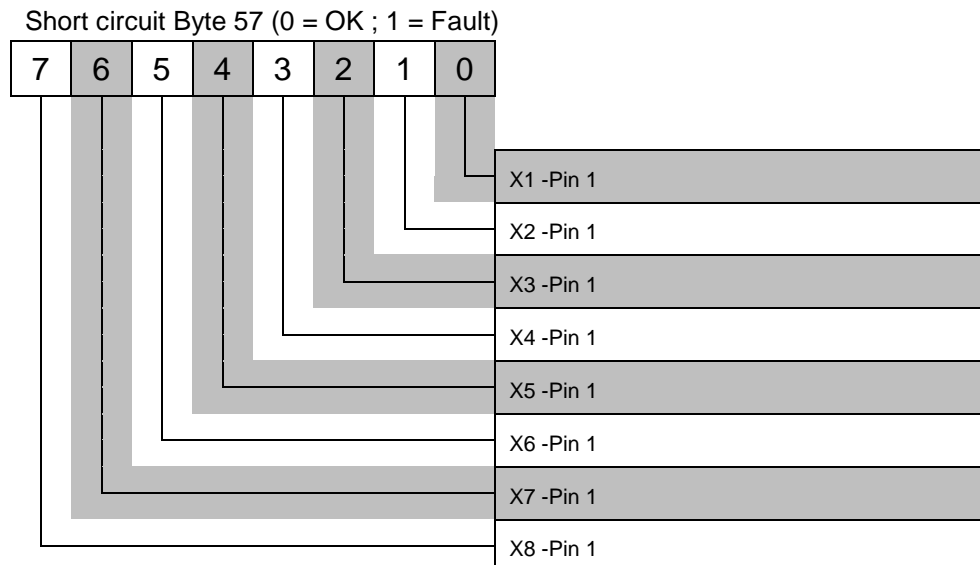 Short circuit Byte 57 (0 = OK ; 1 = Fault)
7 6 5 4 3 2 1 0
X1 -Pin 1
X2 -Pin 1
X3 -Pin 1
X4 -Pin 1
X5 -Pin 1
X6 -Pin 1
X7 -Pin 1
X8 -Pin 1